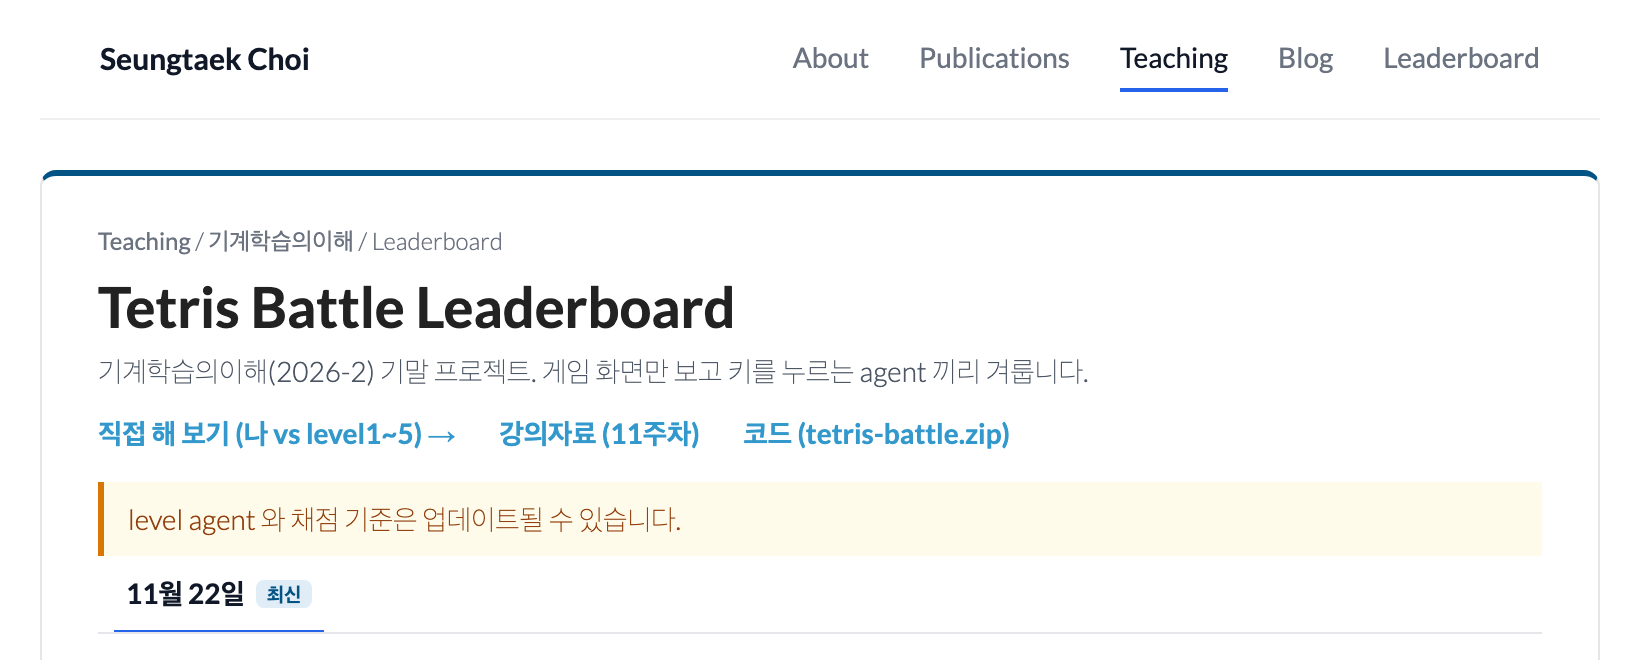 Seungtaek Choi
About Publications Teaching Blog Leaderboard
Teaching / 기계학습의이해 / Leaderboard
Tetris Battle Leaderboard
기계학습의이해(2026-2) 기말 프로젝트. 게임 화면만 보고 키를 누르는 agent 끼리 겨룹니다.
직접 해 보기 (나 vs level1~5) → 강의자료 (11주차) 코드 (tetris-battle.zip)
level agent 와 채점 기준은 업데이트될 수 있습니다.
11월 22일 최신